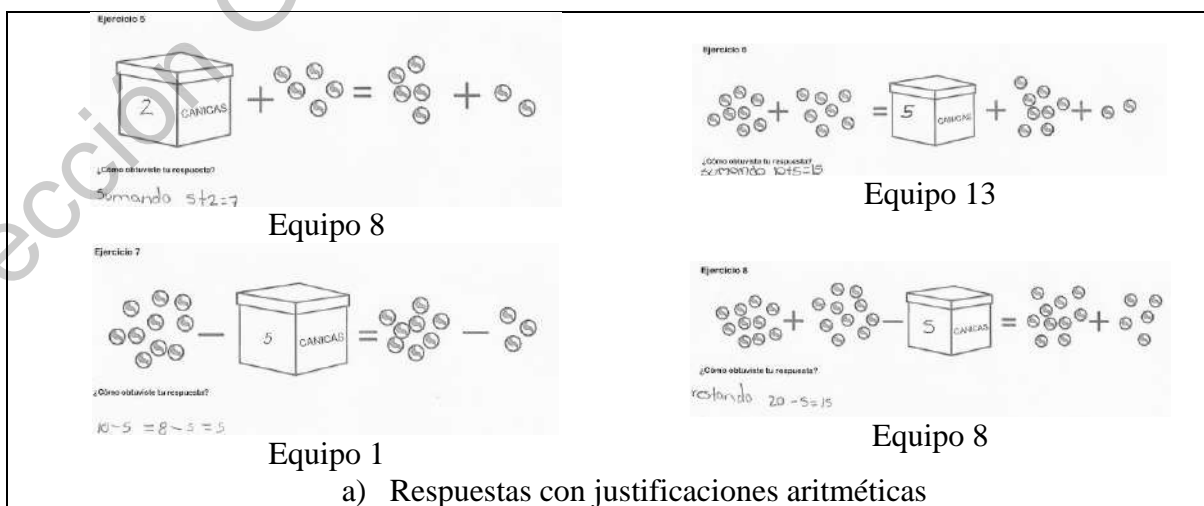 ección C
Ejercicio 5
2 CANICAS + = +
¿Cómo obtuviste tu respuesta?
Sumando 5+2=7
Equipo 8
Ejercicio 6
+ = 5 CANICAS + +
¿Cómo obtuviste tu respuesta?
sumando 10+5=15
Equipo 13
Ejercicio 7
- 5 CANICAS = -
¿Cómo obtuviste tu respuesta?
10-5 =8-3=5
Equipo 1
Ejercicio 8
+ - 5 CANICAS = +
¿Cómo obtuviste tu respuesta?
restando 20-5=15
Equipo 8
a) Respuestas con justificaciones aritméticas